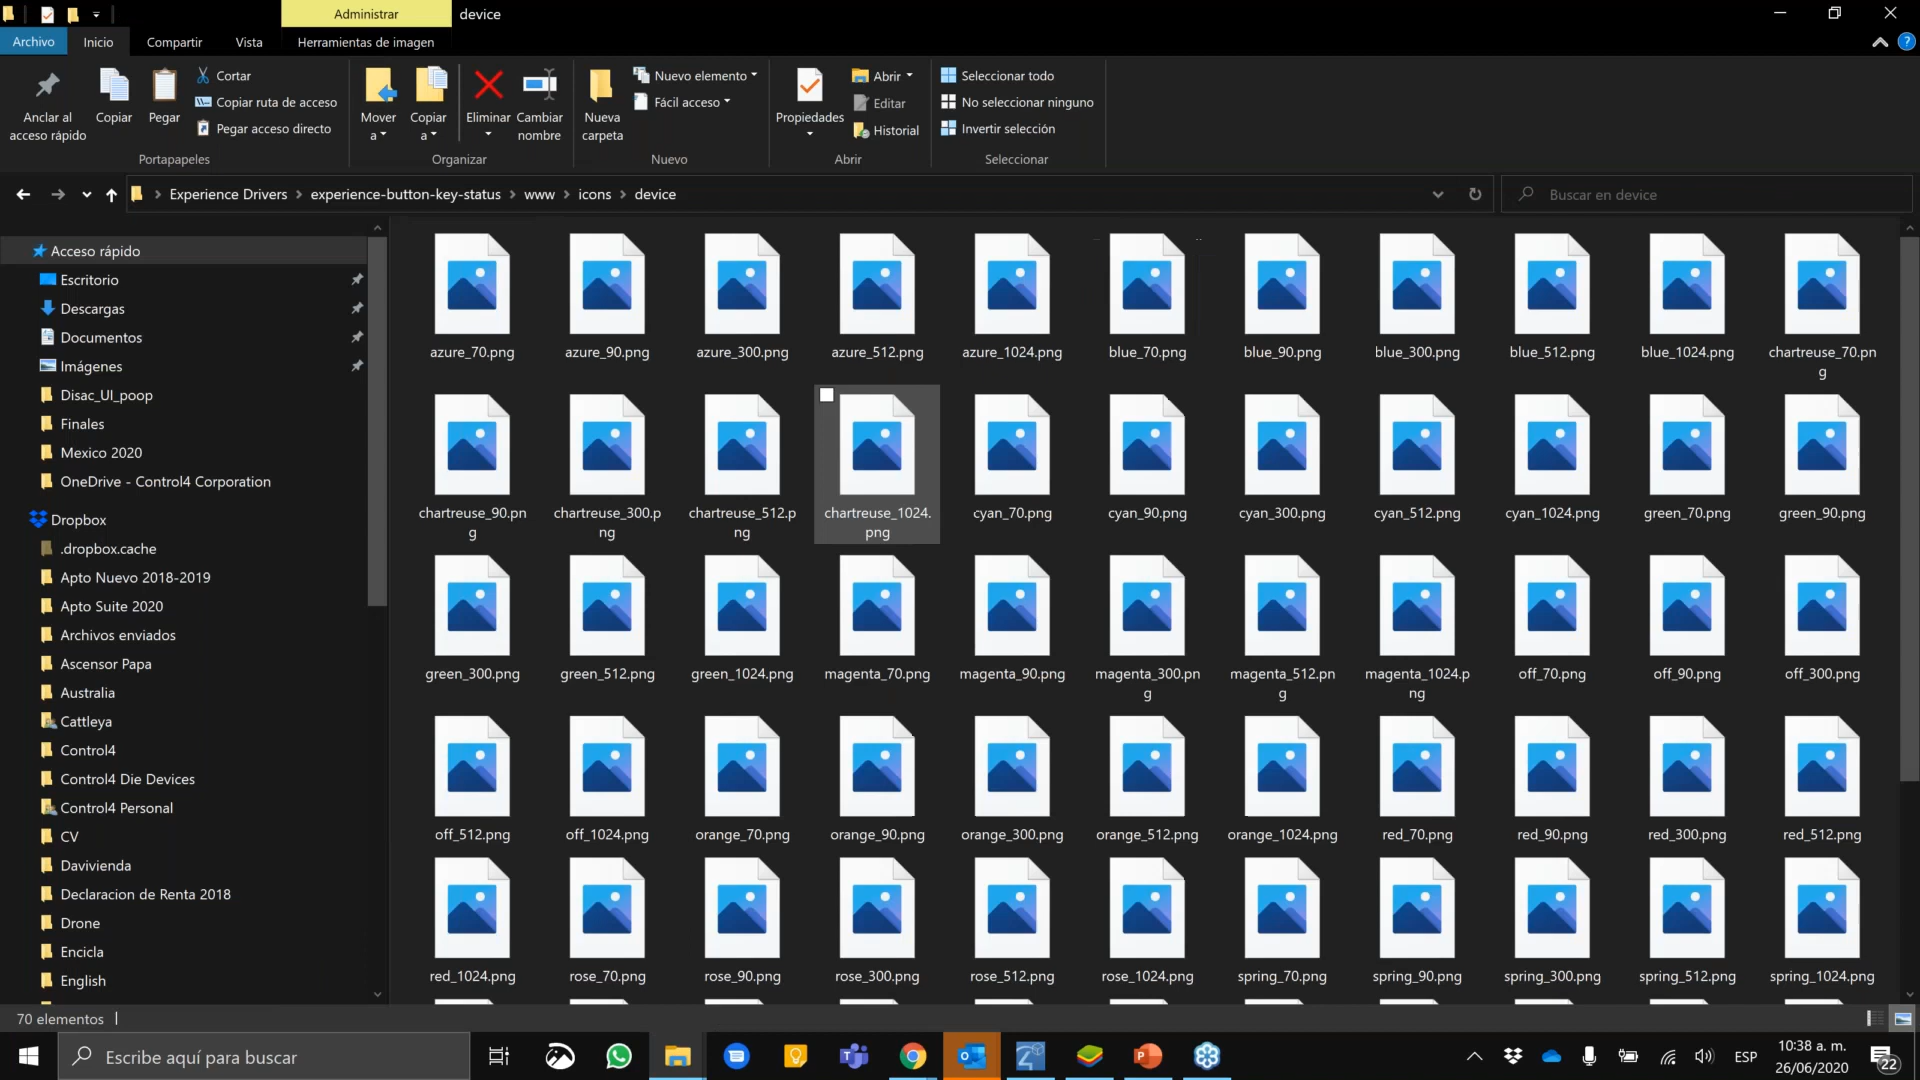 Administrar
device
Archivo
Inicio
Compartir
Vista
Herramientas de imagen
Anclar al
acceso rápido
Copiar
Pegar
Cortar
Copiar ruta de acceso
Pegar acceso directo
Portapapeles
Mover
a
Copiar
a
Eliminar
Cambiar
nombre
Organizar
Nueva
carpeta
Nuevo elemento
Fácil acceso
Nuevo
Propiedades
Abrir
Editar
Historial
Abrir
Seleccionar todo
No seleccionar ninguno
Invertir selección
Seleccionar
Experience Drivers > experience-button-key-status > www > icons > device
Buscar en device
Acceso rápido
Escritorio
Descargas
Documentos
Imágenes
Disac_UI_poop
Finales
Mexico 2020
OneDrive - Control4 Corporation
Dropbox
.dropbox.cache
Apto Nuevo 2018-2019
Apto Suite 2020
Archivos enviados
Ascensor Papa
Australia
Cattleya
Control4
Control4 Die Devices
Control4 Personal
CV
Davivienda
Declaracion de Renta 2018
Drone
Encicla
English
azure_70.png
azure_90.png
azure_300.png
azure_512.png
azure_1024.png
blue_70.png
blue_90.png
blue_300.png
blue_512.png
blue_1024.png
chartreuse_70.pn
g
chartreuse_90.pn
g
chartreuse_300.p
ng
chartreuse_512.p
ng
chartreuse_1024.
png
cyan_70.png
cyan_90.png
cyan_300.png
cyan_512.png
cyan_1024.png
green_70.png
green_90.png
green_300.png
green_512.png
green_1024.png
magenta_70.png
magenta_90.png
magenta_300.pn
g
magenta_512.pn
g
magenta_1024.p
ng
off_70.png
off_90.png
off_300.png
off_512.png
off_1024.png
orange_70.png
orange_90.png
orange_300.png
orange_512.png
orange_1024.png
red_70.png
red_90.png
red_300.png
red_512.png
red_1024.png
rose_70.png
rose_90.png
rose_300.png
rose_512.png
rose_1024.png
spring_70.png
spring_90.png
spring_300.png
spring_512.png
spring_1024.png
70 elementos
Escribe aquí para buscar
ESP
10:38 a. m.
26/06/2020
22